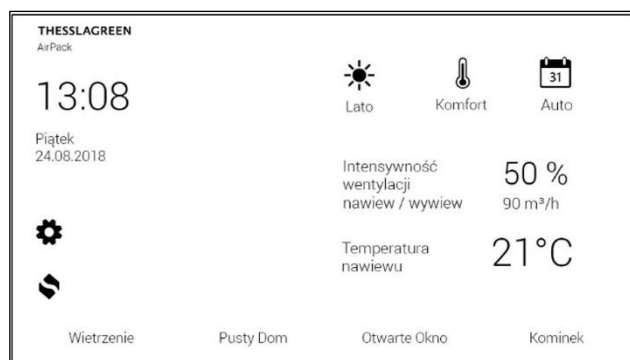 THESSLAGREEN
AirPack
13:08
Piątek
24.08.2018
31
Lato
Komfort
Auto
Intensywność
wentylacji
nawiew / wywiew
50 %
90 m³/h
Temperatura
nawiewu
21°C
Wietrzenie
Pusty Dom
Otwarte Okno
Kominek